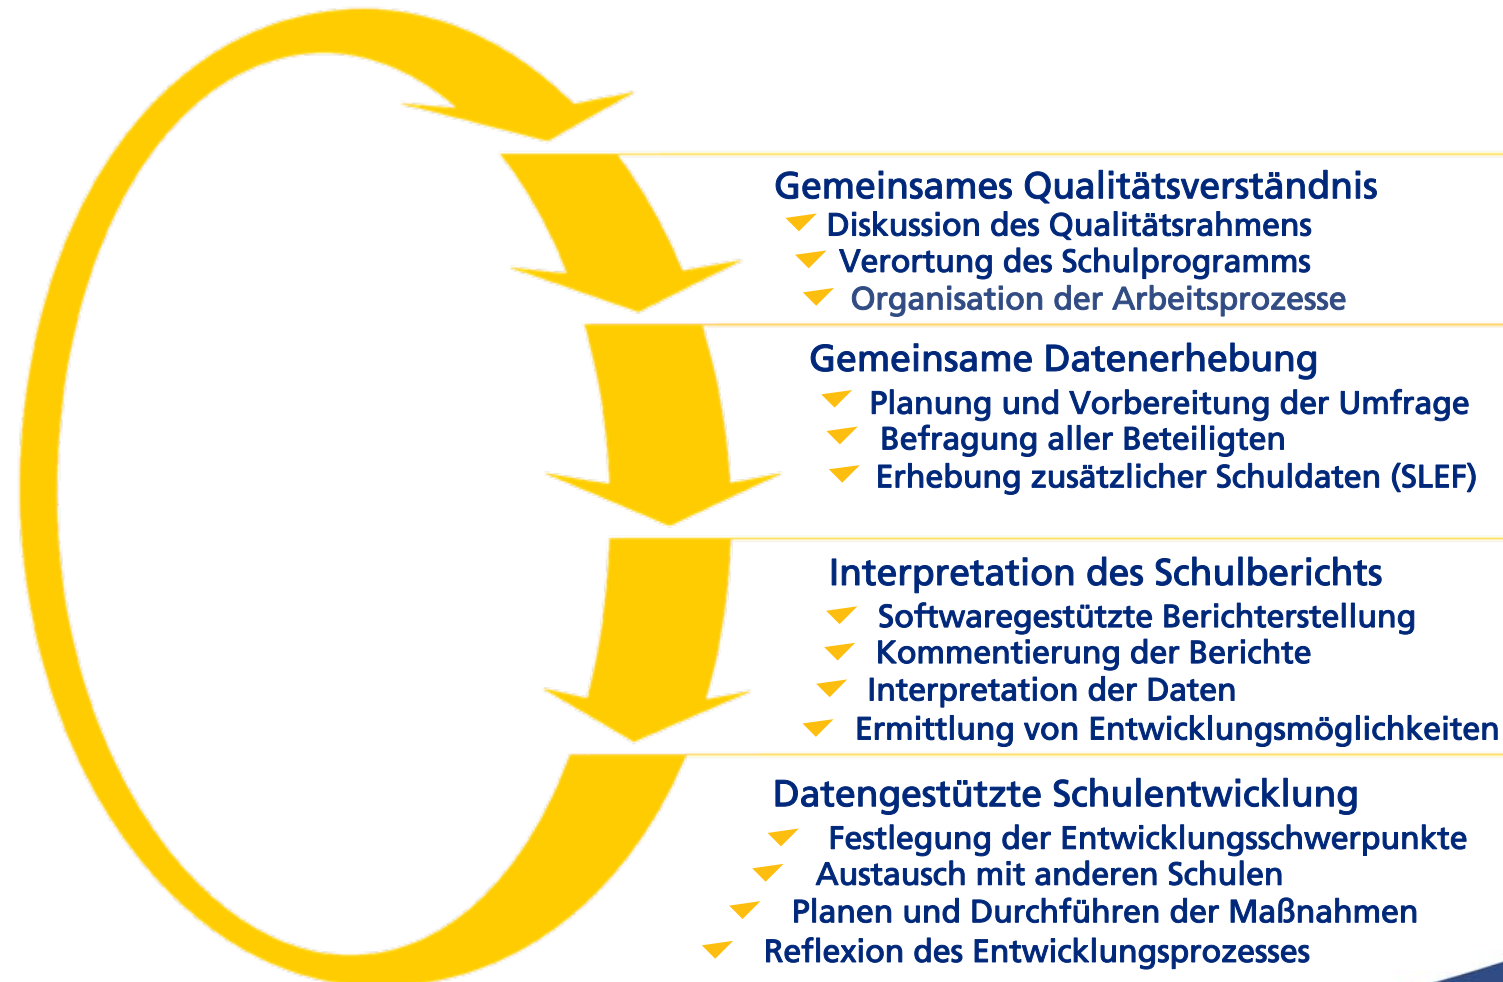 Gemeinsames Qualitätsverständnis
Diskussion des Qualitätsrahmens
Verortung des Schulprogramms
Organisation der Arbeitsprozesse
Gemeinsame Datenerhebung
Planung und Vorbereitung der Umfrage
Befragung aller Beteiligten
Erhebung zusätzlicher Schuldaten (SLEF)
Interpretation des Schulberichts
Softwaregestützte Berichterstellung
Kommentierung der Berichte
Interpretation der Daten
Ermittlung von Entwicklungsmöglichkeiten
Datengestützte Schulentwicklung
Festlegung der Entwicklungsschwerpunkte
Austausch mit anderen Schulen
Planen und Durchführen der Maßnahmen
Reflexion des Entwicklungsprozesses